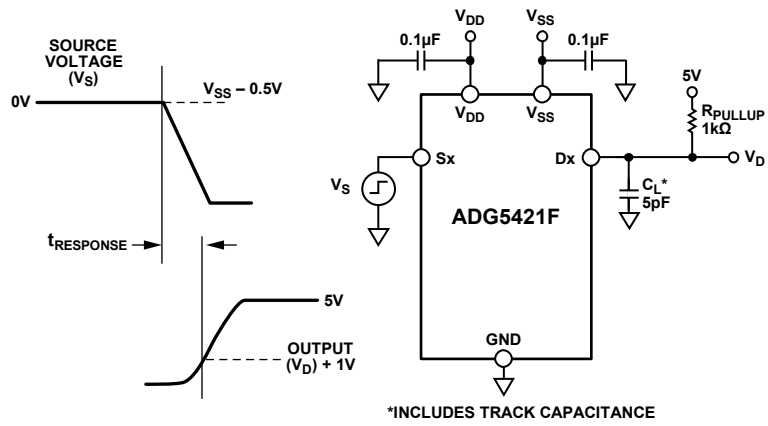 SOURCE
VOLTAGE
(VS)
0V
VSS – 0.5V
tRESPONSE
5V
OUTPUT
(VD) + 1V
VDD
VSS
0.1µF
0.1µF
VDD
VSS
5V
RPULLUP
1kΩ
Sx
Dx
VD
VS
CL*
5pF
ADG5421F
GND
*INCLUDES TRACK CAPACITANCE